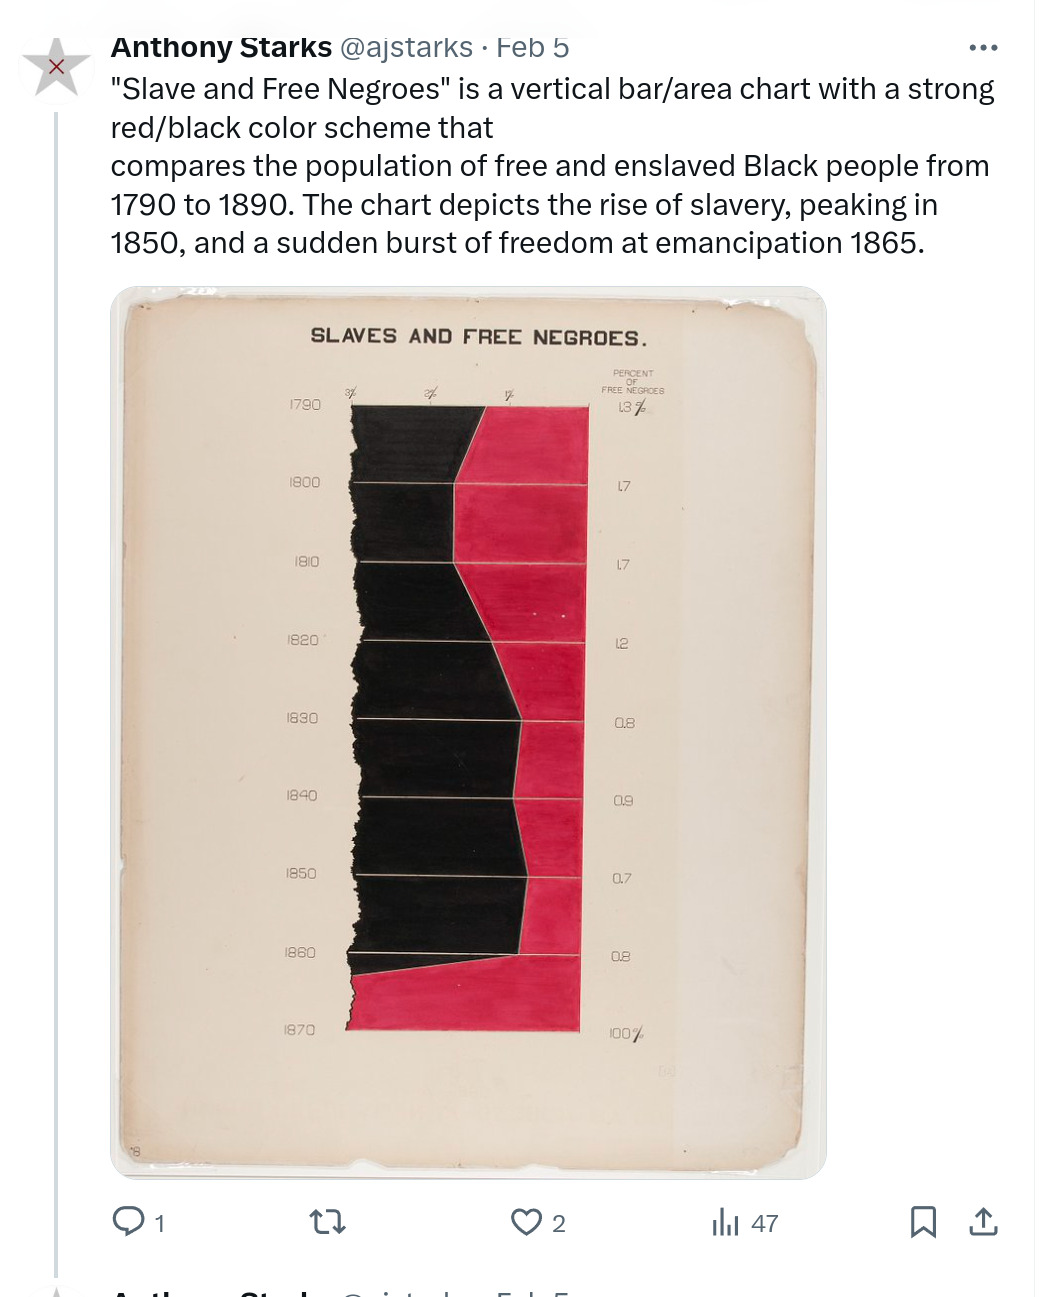 Anthony Starks @ajstarks · Feb 5
"Slave and Free Negroes" is a vertical bar/area chart with a strong
red/black color scheme that
compares the population of free and enslaved Black people from
1790 to 1890. The chart depicts the rise of slavery, peaking in
1850, and a sudden burst of freedom at emancipation 1865.
SLAVES AND FREE NEGROES.
PERCENT
OF
FREE NEGROES
3% 2% 1%
1790 1.3%
1800 1.7
1810 1.7
1820 1.2
1830 0.8
1840 0.9
1850 0.7
1860 0.8
1870 100%
1 2 47